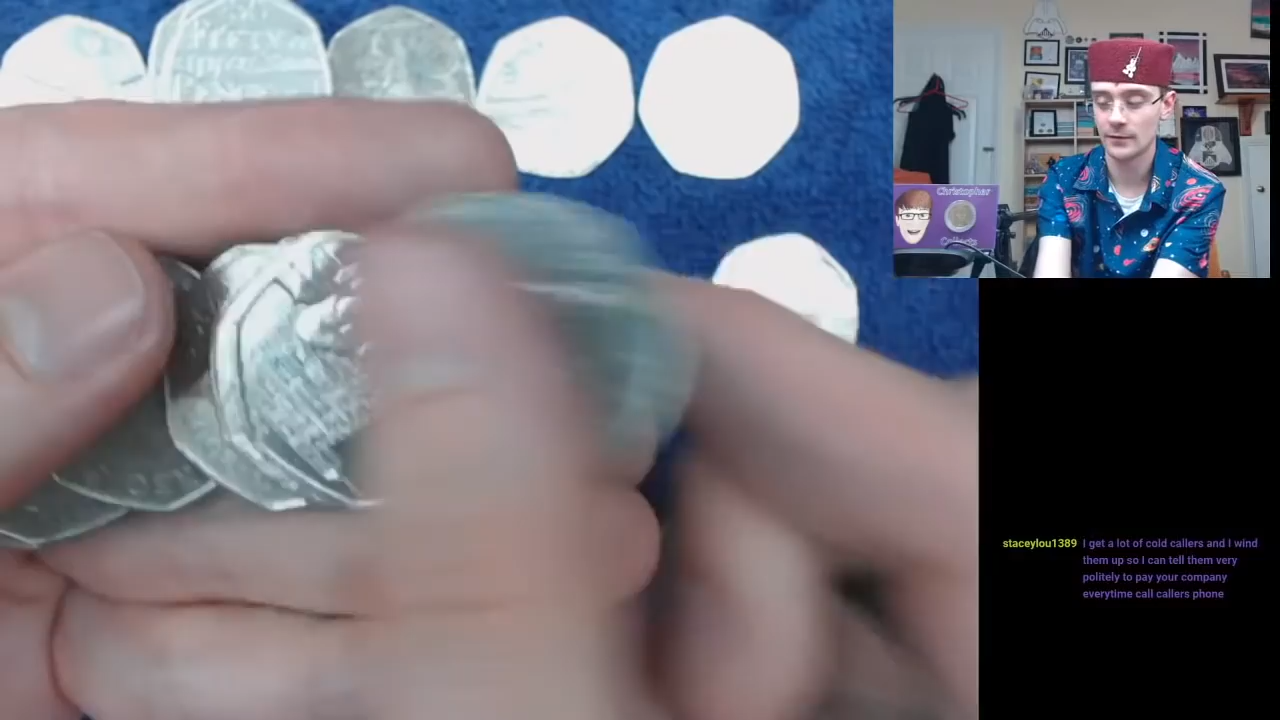 Christopher
Collects
staceylou1389 I get a lot of cold callers and I wind
them up so i can tell them very
politely to pay your company
everytime call callers phone